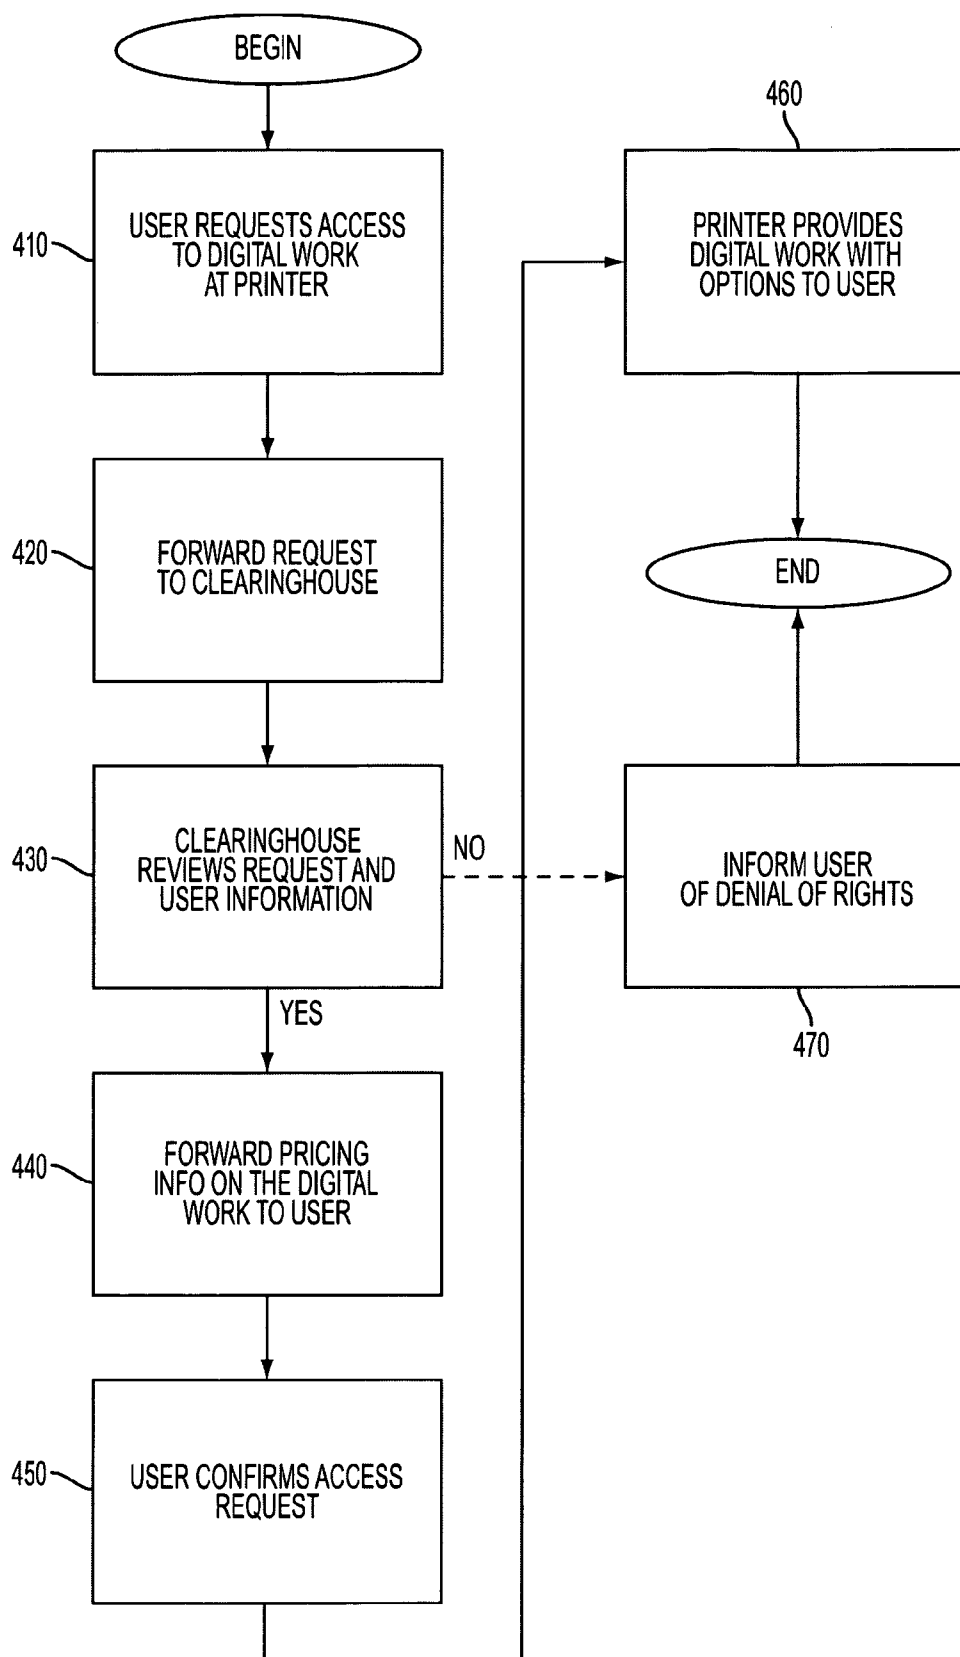 BEGIN
410
USER REQUESTS ACCESS
TO DIGITAL WORK
AT PRINTER
420
FORWARD REQUEST
TO CLEARINGHOUSE
430
CLEARINGHOUSE
REVIEWS REQUEST AND
USER INFORMATION
NO
YES
440
FORWARD PRICING
INFO ON THE DIGITAL
WORK TO USER
450
USER CONFIRMS ACCESS
REQUEST
460
PRINTER PROVIDES
DIGITAL WORK WITH
OPTIONS TO USER
END
INFORM USER
OF DENIAL OF RIGHTS
470